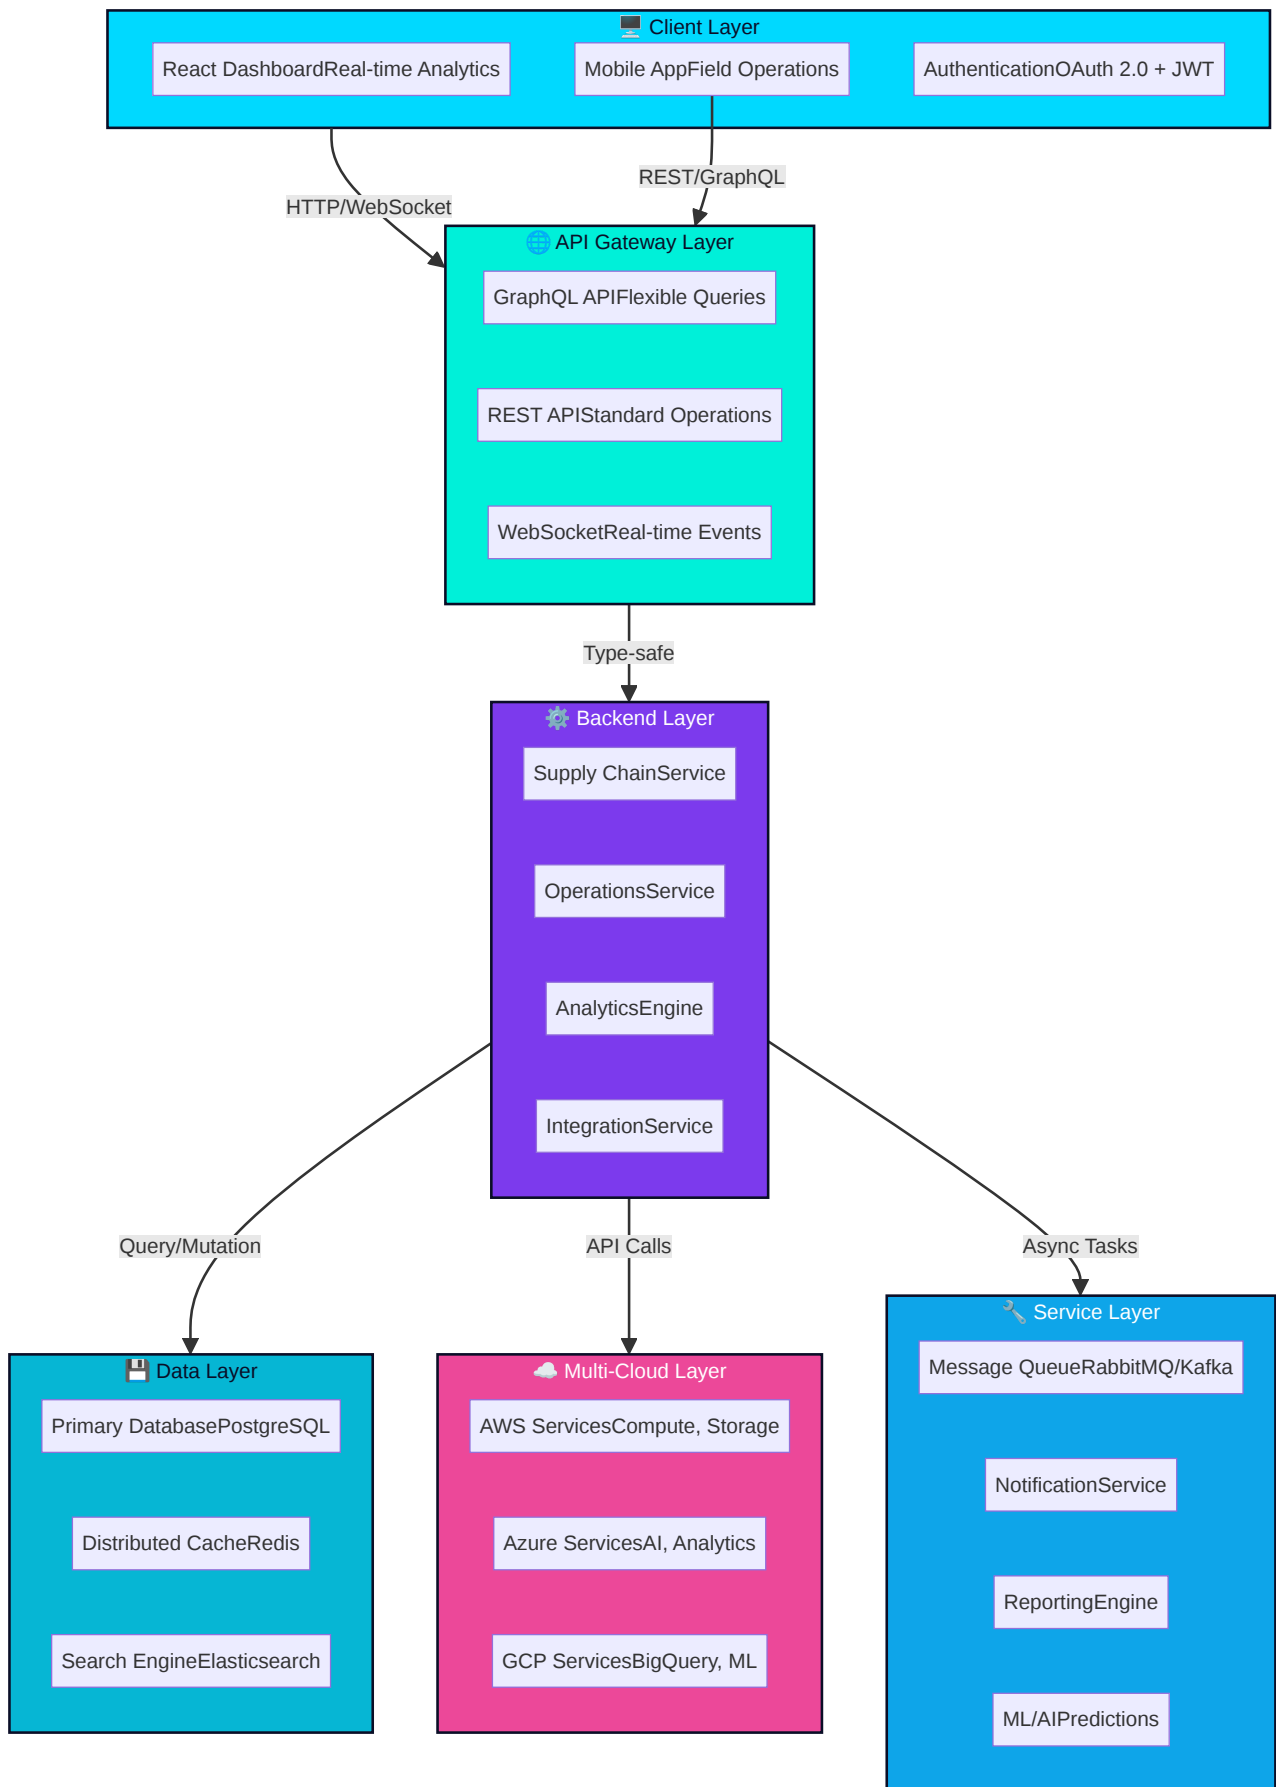 🖥️ Client Layer
React DashboardReal-time Analytics
Mobile AppField Operations
AuthenticationOAuth 2.0 + JWT
REST/GraphQL
HTTP/WebSocket
🌐 API Gateway Layer
GraphQL APIFlexible Queries
REST APIStandard Operations
WebSocketReal-time Events
Type-safe
⚙️ Backend Layer
Supply ChainService
OperationsService
AnalyticsEngine
IntegrationService
Query/Mutation
API Calls
Async Tasks
💾 Data Layer
Primary DatabasePostgreSQL
Distributed CacheRedis
Search EngineElasticsearch
☁️ Multi-Cloud Layer
AWS ServicesCompute, Storage
Azure ServicesAI, Analytics
GCP ServicesBigQuery, ML
🔧 Service Layer
Message QueueRabbitMQ/Kafka
NotificationService
ReportingEngine
ML/AIPredictions